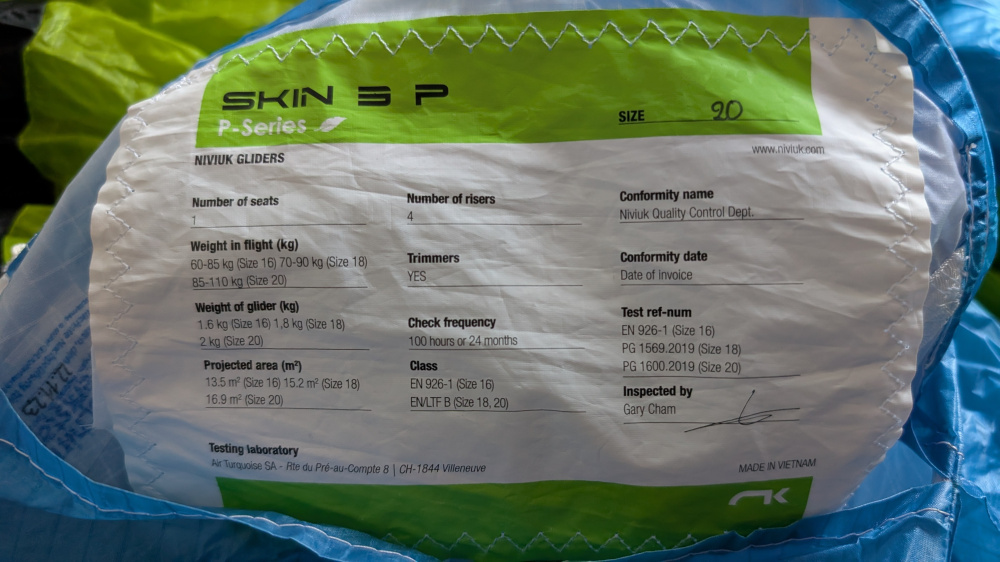 SKIN 3 P
P-Series
SIZE 20
www.niviuk.com
NIVIUK GLIDERS
Number of seats
1
Weight in flight (kg)
60-85 kg (Size 16) 70-90 kg (Size 18)
85-110 kg (Size 20)
Weight of glider (kg)
1.6 kg (Size 16) 1,8 kg (Size 18)
2 kg (Size 20)
Projected area (m²)
13.5 m² (Size 16) 15.2 m² (Size 18)
16.9 m² (Size 20)
Number of risers
4
Trimmers
YES
Check frequency
100 hours or 24 months
Class
EN 926-1 (Size 16)
EN/LTF B (Size 18, 20)
Conformity name
Niviuk Quality Control Dept.
Conformity date
Date of invoice
Test ref-num
EN 926-1 (Size 16)
PG 1569.2019 (Size 18)
PG 1600.2019 (Size 20)
Inspected by
Gary Cham
Testing laboratory
Air Turquoise SA - Rte du Pré-au-Compte 8 | CH-1844 Villeneuve
MADE IN VIETNAM